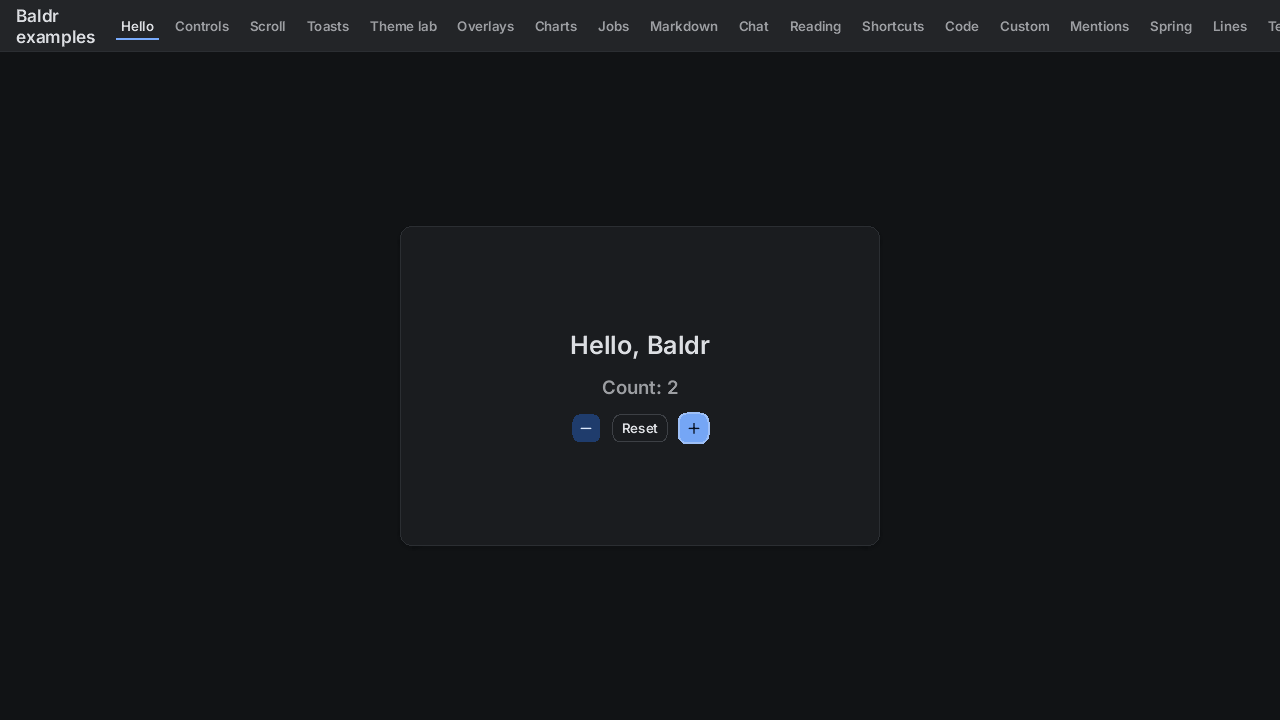 Baldr
examples
Hello Controls Scroll Toasts Theme lab Overlays Charts Jobs Markdown Chat Reading Shortcuts Code Custom Mentions Spring Lines
Hello, Baldr
Count: 2
− Reset +